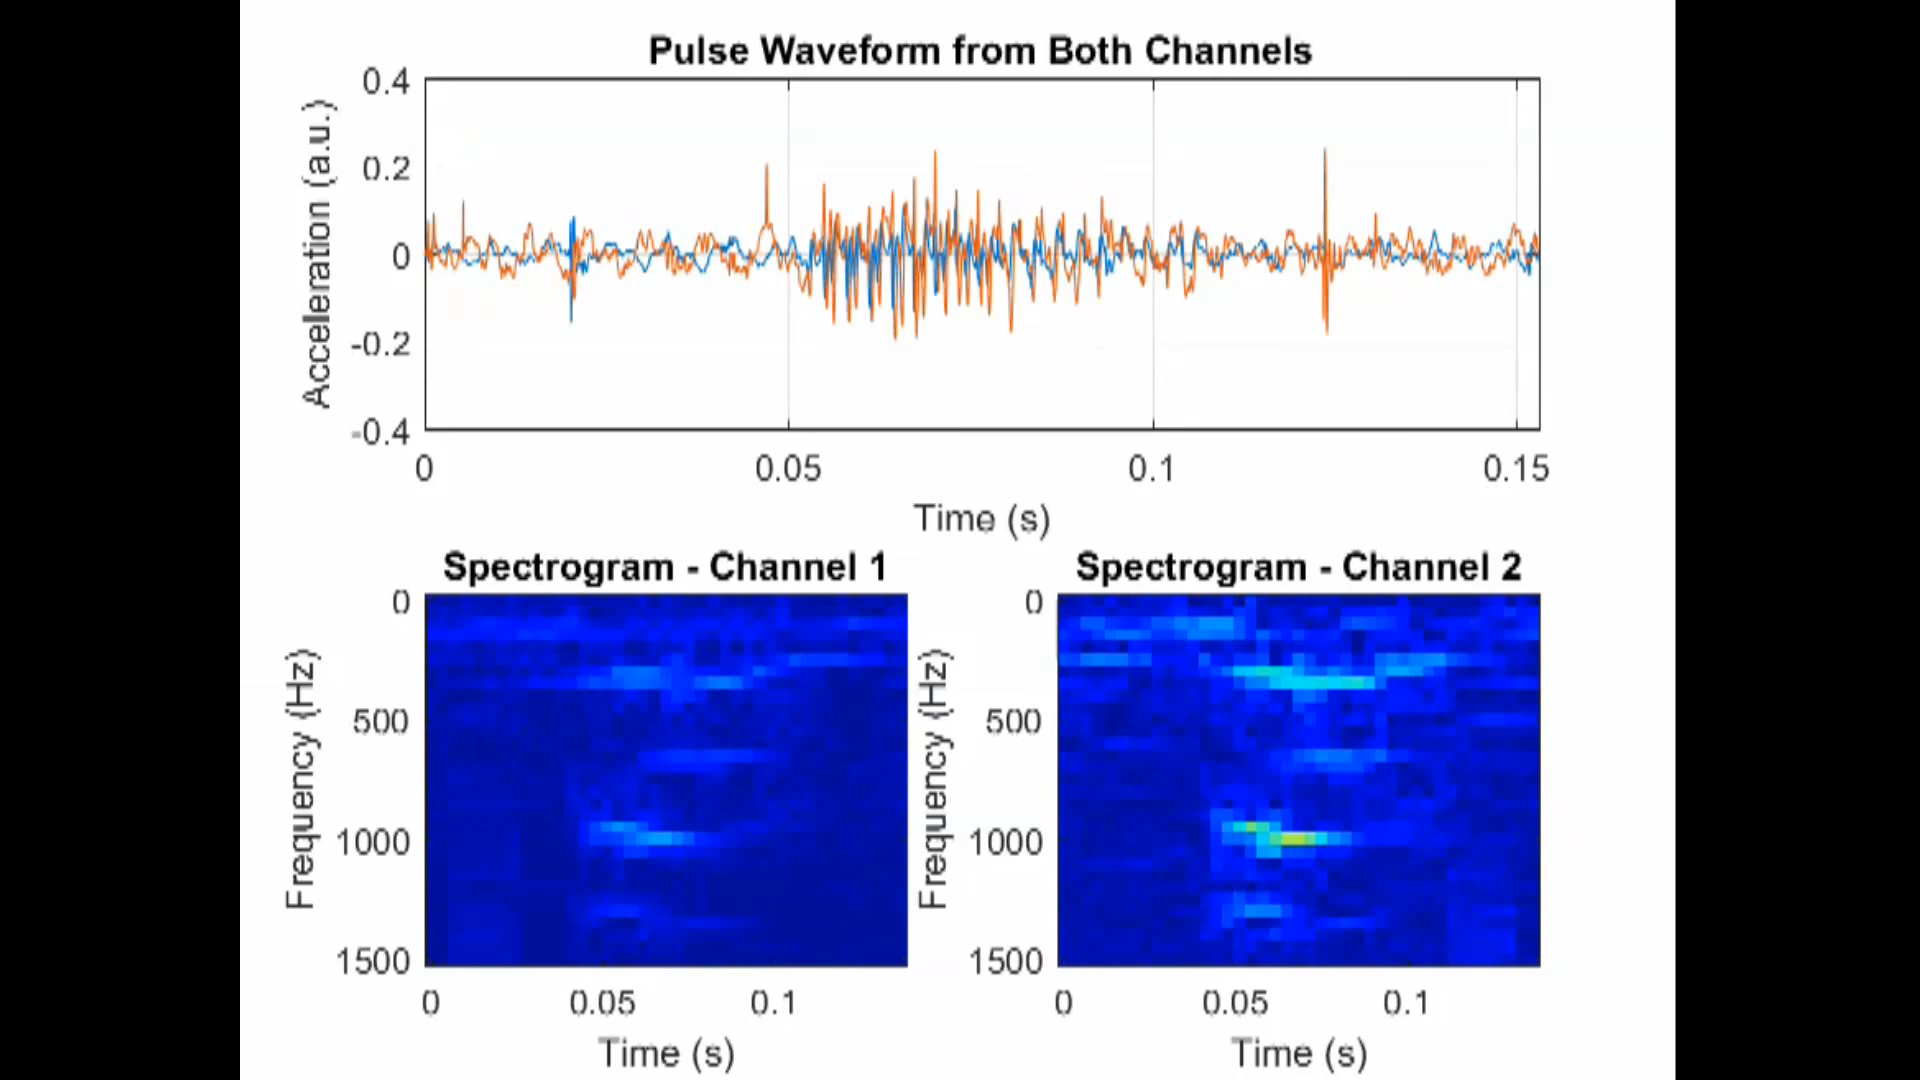 Pulse Waveform from Both Channels
0.4
0.2
0
-0.2
-0.4
Acceleration (a.u.)
0 0.05 0.1 0.15
Time (s)
Spectrogram - Channel 1
0
500
1000
1500
Frequency (Hz)
0 0.05 0.1
Time (s)
Spectrogram - Channel 2
0
500
1000
1500
Frequency (Hz)
0 0.05 0.1
Time (s)